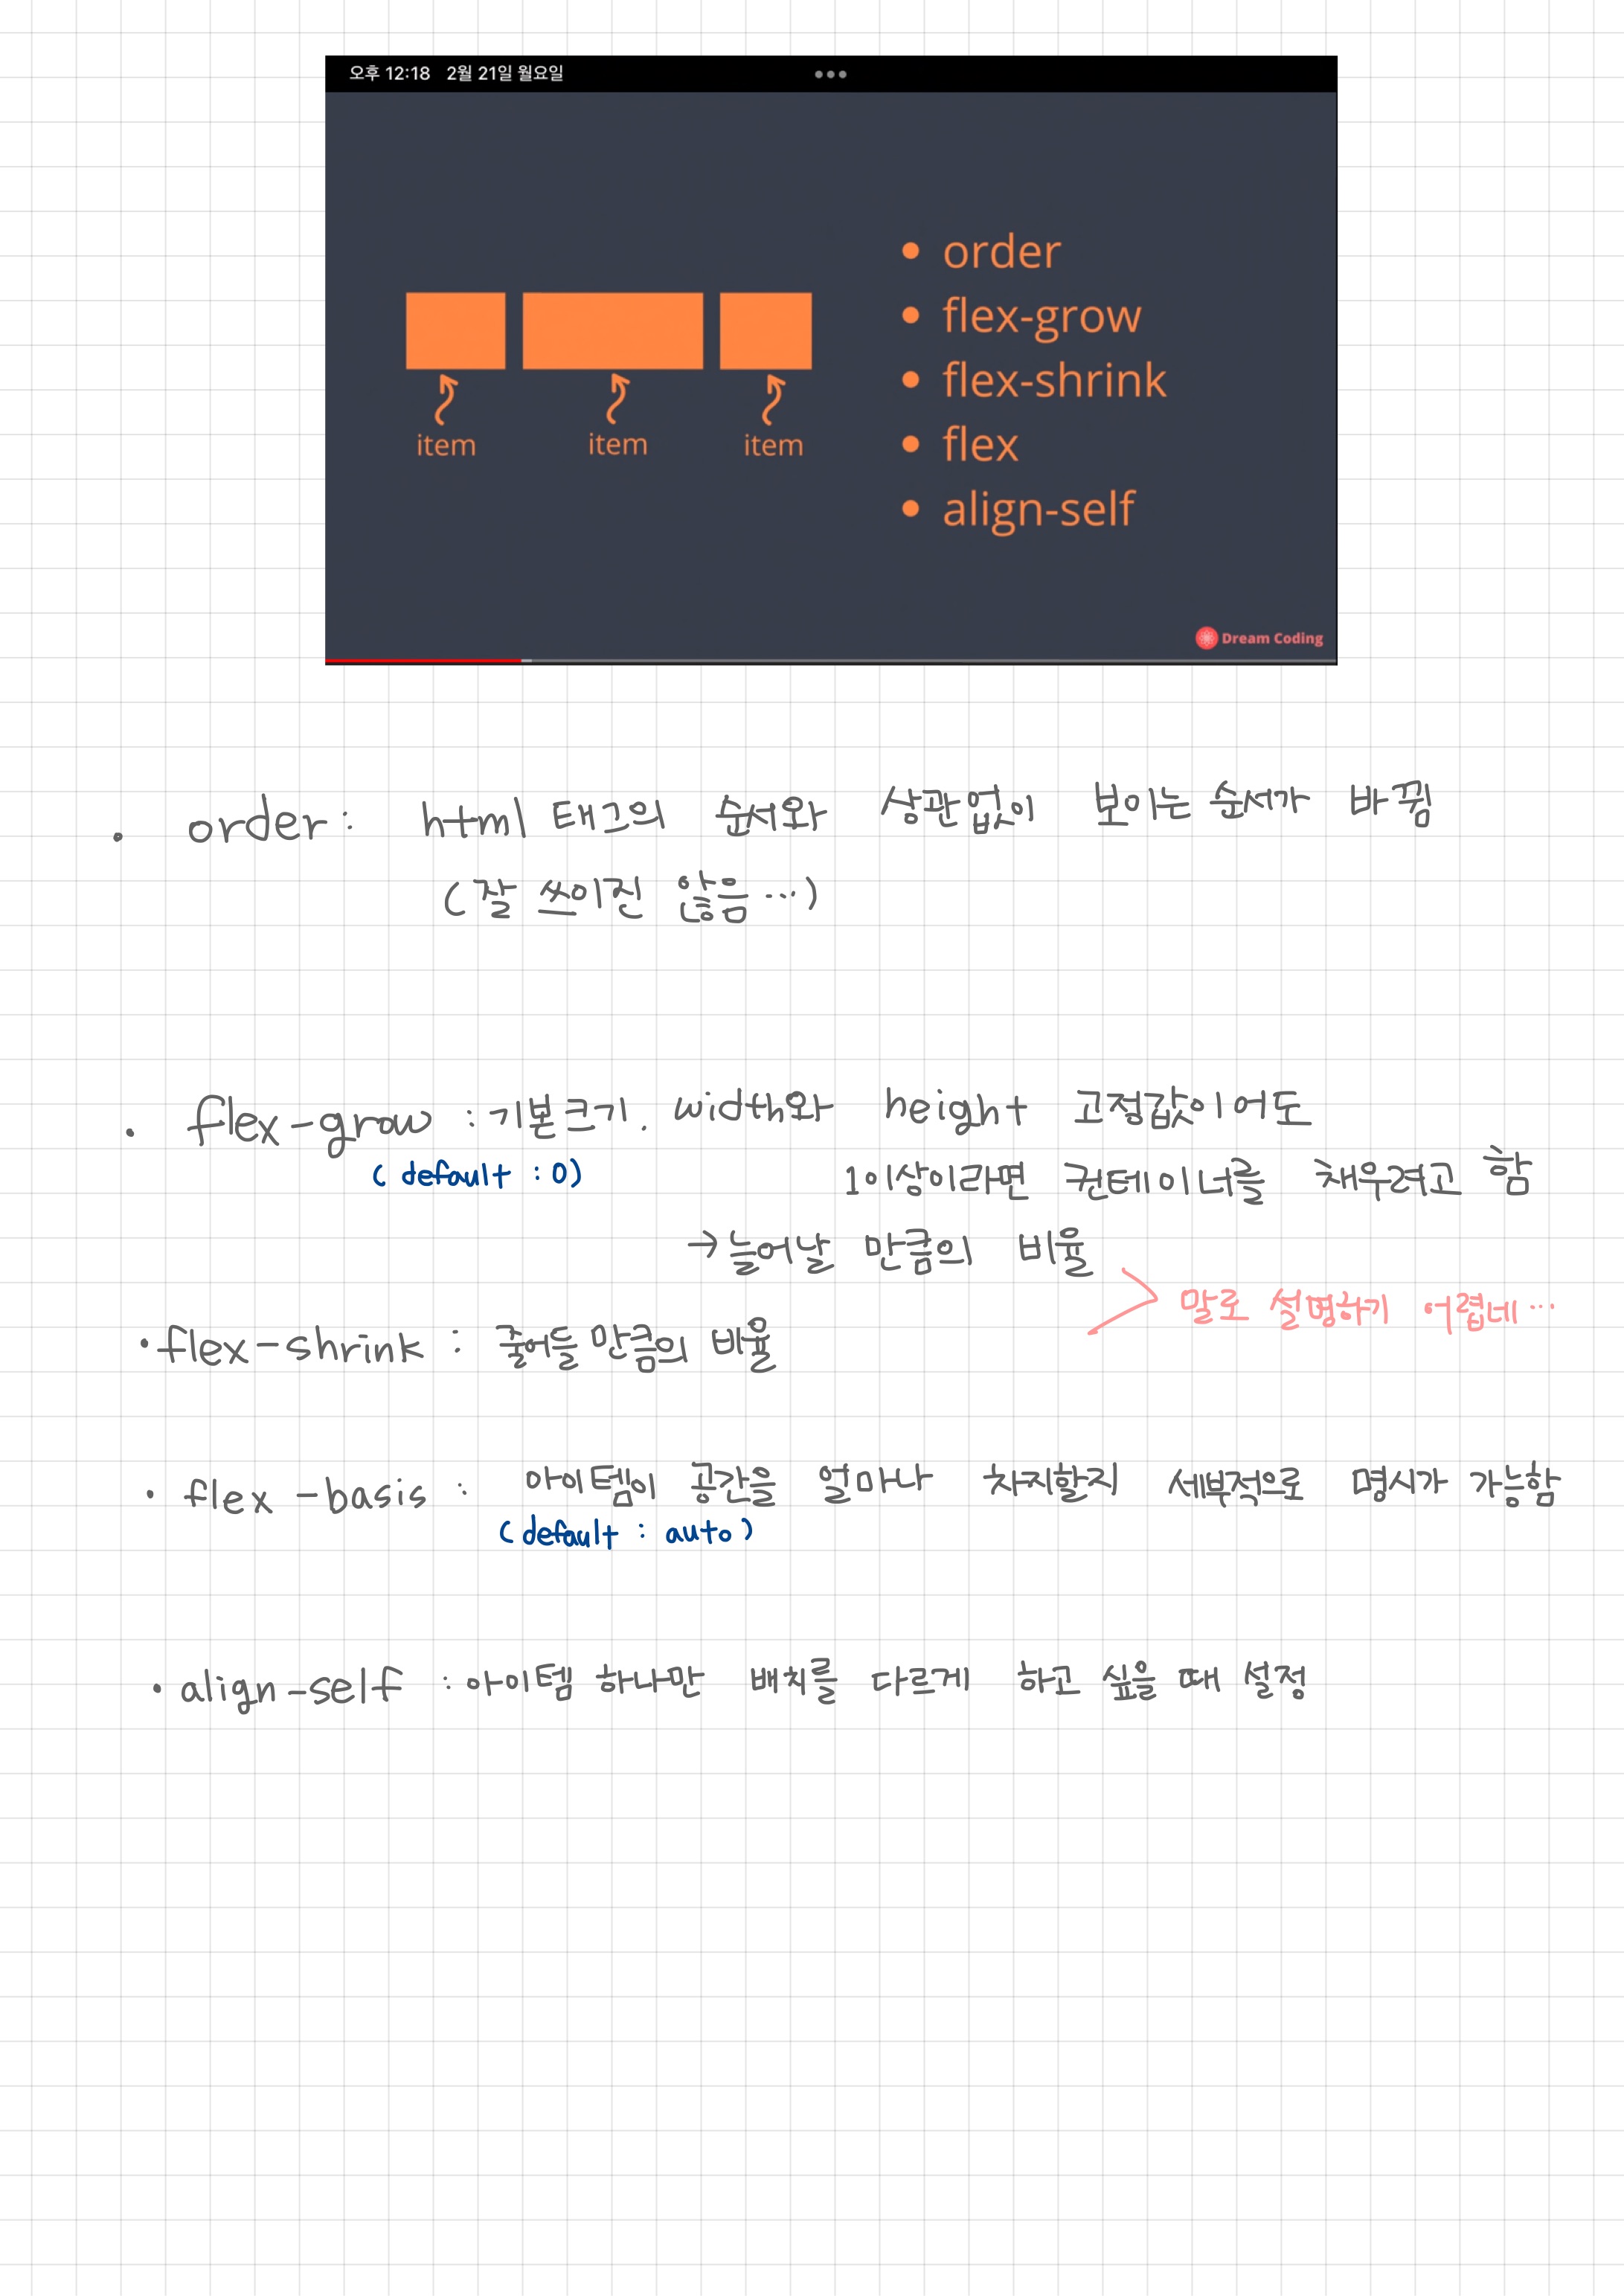 오후 12:18 2월 21일 월요일
• order
• flex-grow
• flex-shrink
• flex
• align-self
item item item
Dream Coding
• order : html 태그의 순서와 상관없이 보이는 순서가 바뀜
(잘 쓰이진 않음...)
• flex-grow : 기본크기. width와 height 고정값이어도
(default : 0)
1이상이라면 컨테이너를 채우려고 함
→ 늘어날 만큼의 비율
말로 설명하기 어렵네...
• flex-shrink : 줄어들 만큼의 비율
• flex-basis : 아이템이 공간을 얼마나 차지할지 세부적으로 명시가 가능함
(default : auto)
• align-self : 아이템 하나만 배치를 다르게 하고 싶을 때 설정